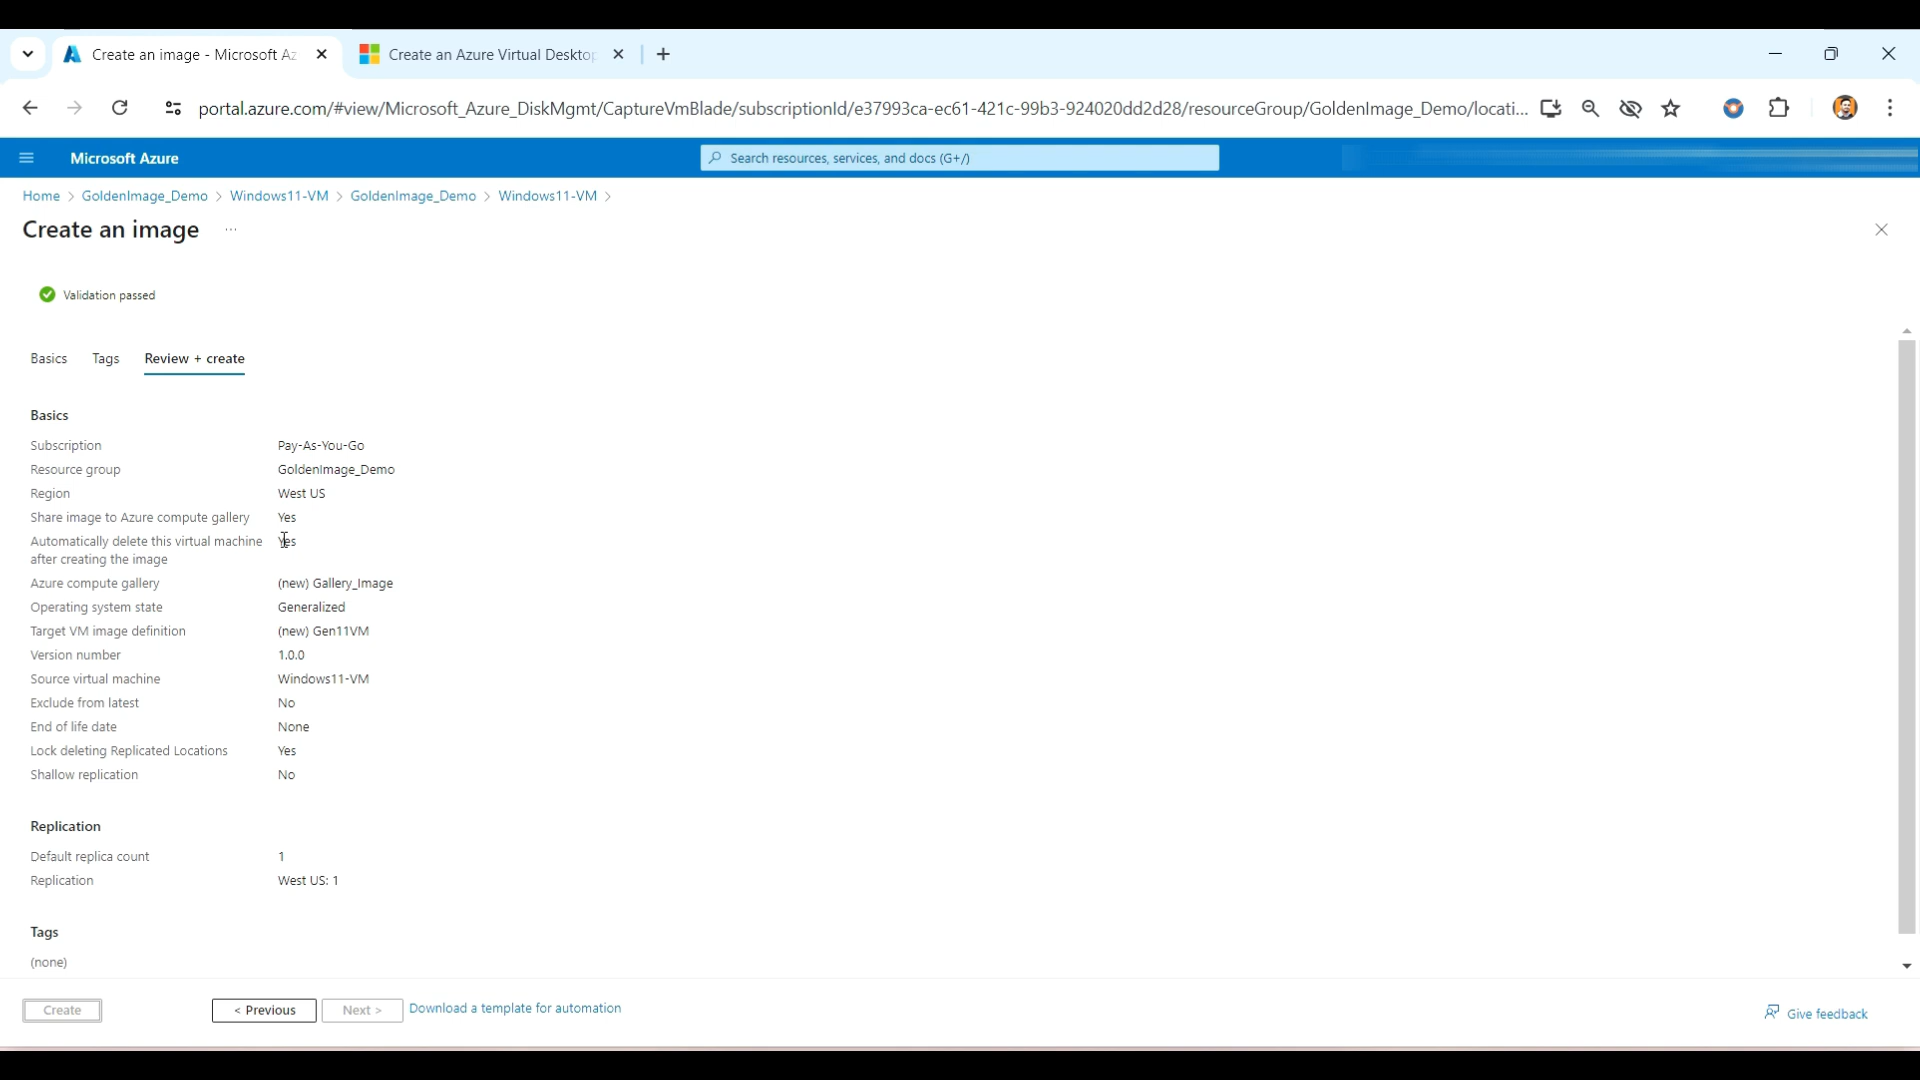 Create an image - Microsoft Az
Create an Azure Virtual Desktop
portal.azure.com/#view/Microsoft_Azure_DiskMgmt/CaptureVmBlade/subscriptionId/e37993ca-ec61-421c-99b3-924020dd2d28/resourceGroup/GoldenImage_Demo/locati...
Microsoft Azure
Search resources, services, and docs (G+/)
Home > GoldenImage_Demo > Windows11-VM > GoldenImage_Demo > Windows11-VM >
Create an image ...
Validation passed
Basics Tags Review + create
Basics
Subscription Pay-As-You-Go
Resource group GoldenImage_Demo
Region West US
Share image to Azure compute gallery Yes
Automatically delete this virtual machine Yes
after creating the image
Azure compute gallery (new) Gallery_Image
Operating system state Generalized
Target VM image definition (new) Gen11VM
Version number 1.0.0
Source virtual machine Windows11-VM
Exclude from latest No
End of life date None
Lock deleting Replicated Locations Yes
Shallow replication No
Replication
Default replica count 1
Replication West US: 1
Tags
(none)
Create < Previous Next > Download a template for automation
Give feedback